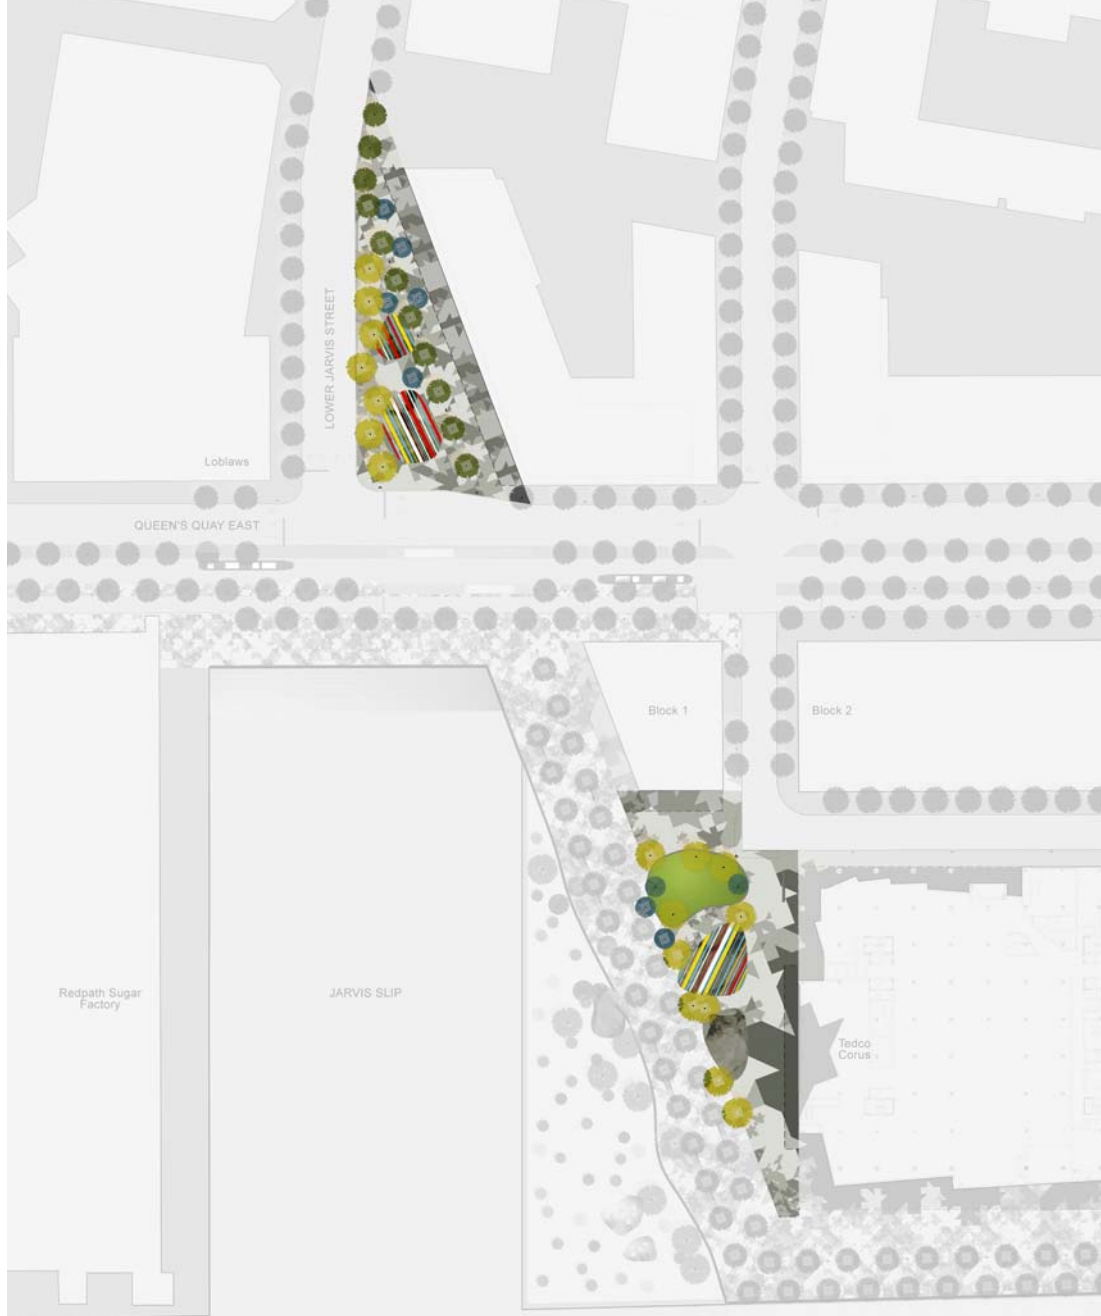 LOWER JARVIS STREET
Loblaws
QUEEN'S QUAY EAST
Block 1
Block 2
Redpath Sugar
Factory
JARVIS SLIP
Tedco
Corus